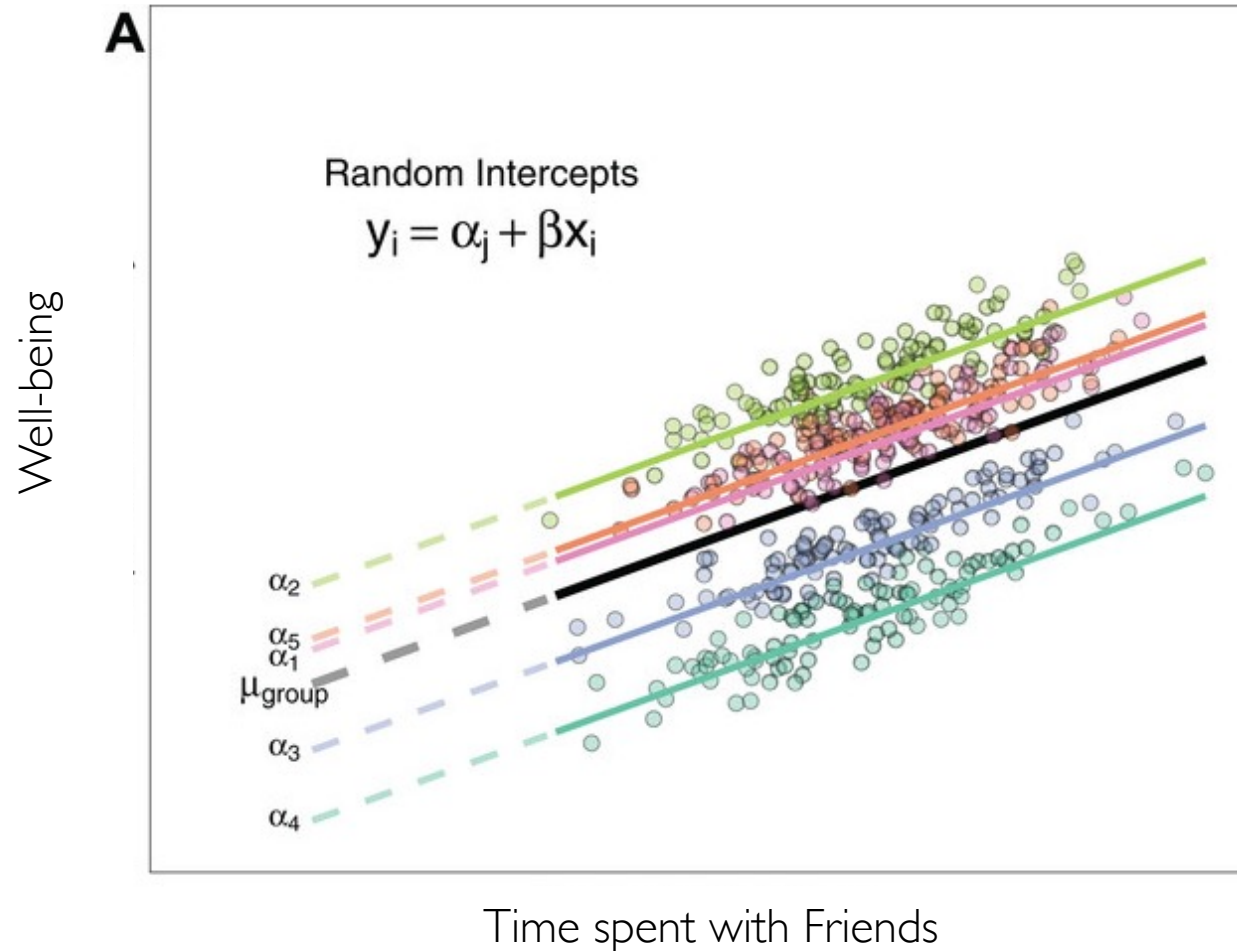 A
Random Intercepts
yᵢ = αⱼ + βxᵢ
Well-being
α₂
α₅
α₁
μgroup
α₃
α₄
Time spent with Friends